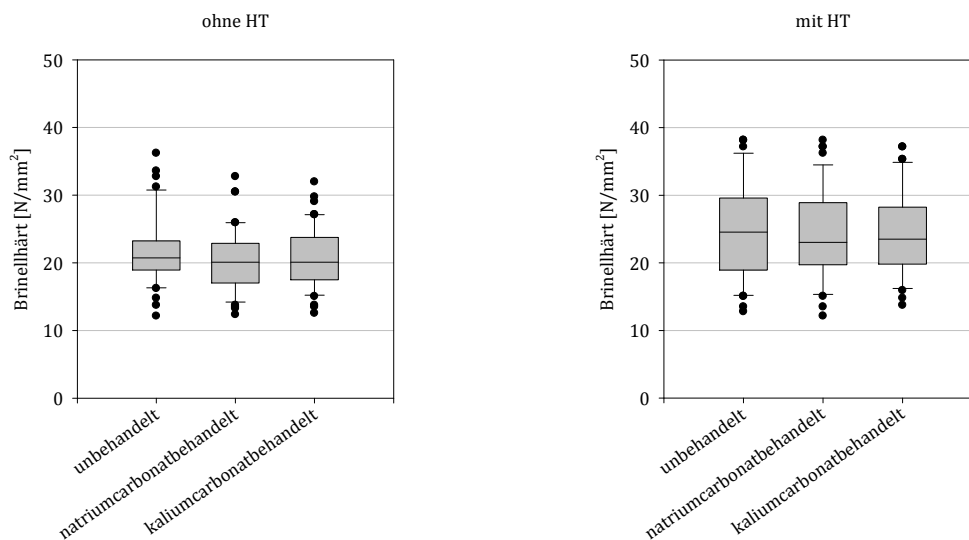 ohne HT
Brinellhärt [N/mm²]
50
40
30
20
10
0
unbehandelt
natriumcarbonatbehandelt
kaliumcarbonatbehandelt
mit HT
Brinellhärt [N/mm²]
50
40
30
20
10
0
unbehandelt
natriumcarbonatbehandelt
kaliumcarbonatbehandelt